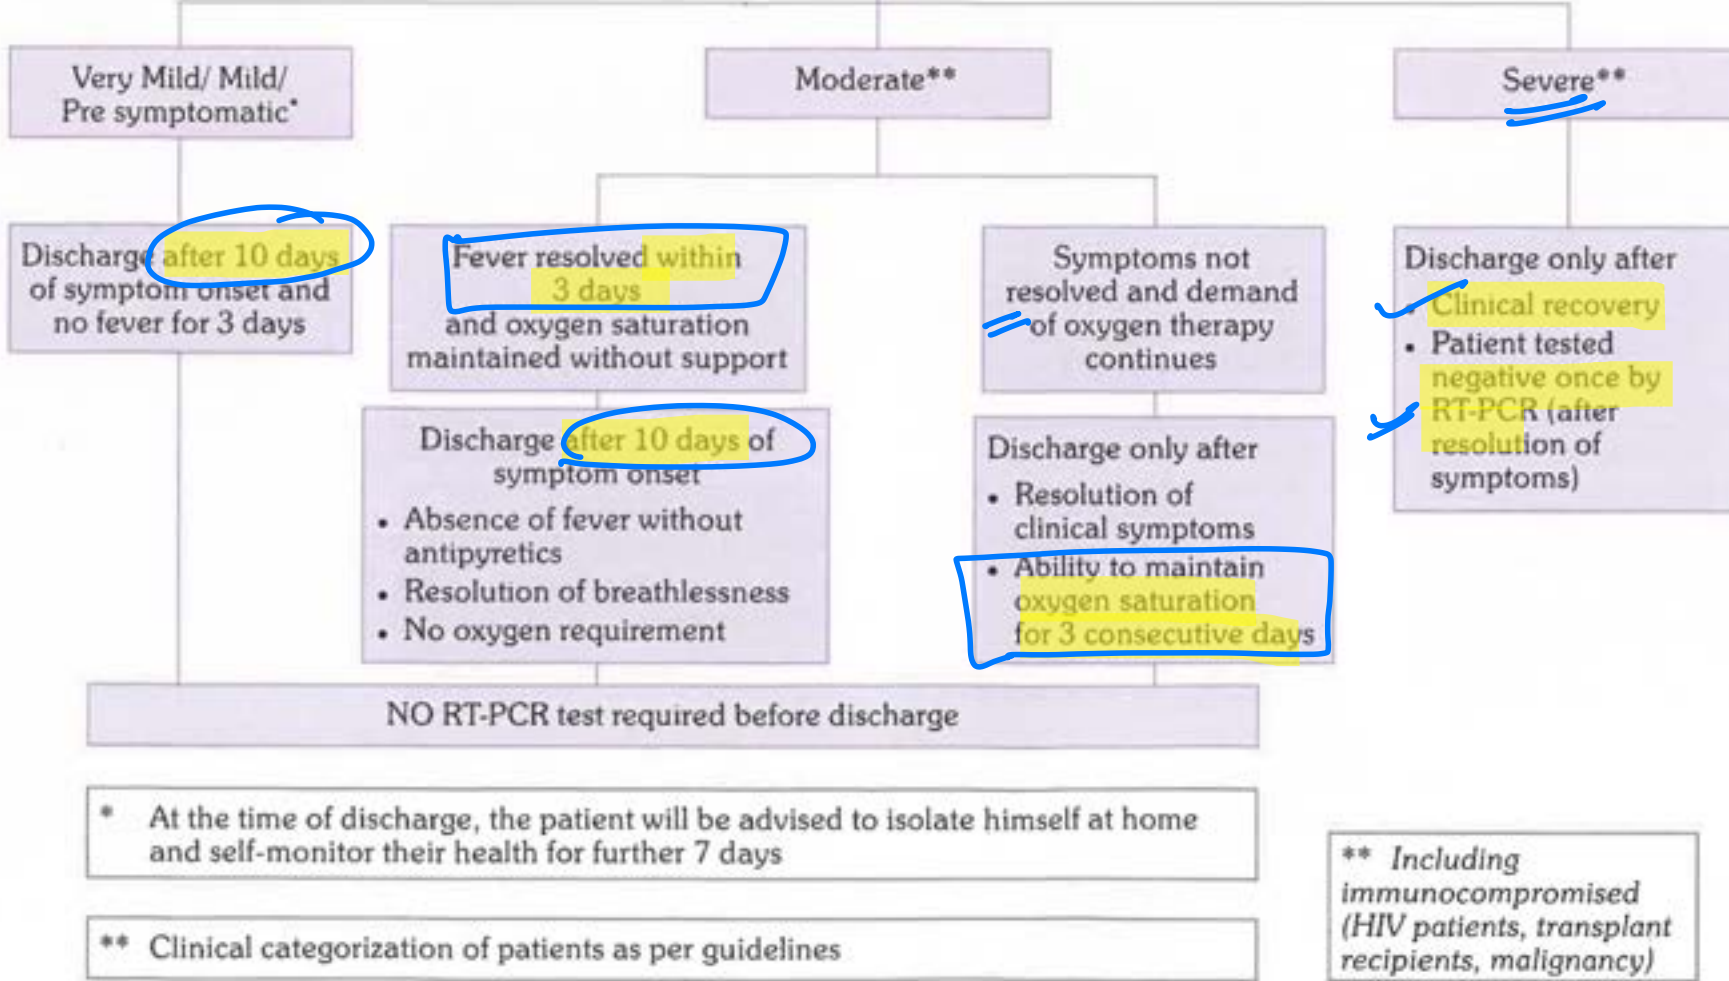 Very Mild/ Mild/
Pre symptomatic*
Moderate**
Severe**
Discharge after 10 days
of symptom onset and
no fever for 3 days
Fever resolved within
3 days
and oxygen saturation
maintained without support
Symptoms not
resolved and demand
of oxygen therapy
continues
Discharge only after
• Clinical recovery
• Patient tested
negative once by
RT-PCR (after
resolution of
symptoms)
Discharge after 10 days of
symptom onset
• Absence of fever without
antipyretics
• Resolution of breathlessness
• No oxygen requirement
Discharge only after
• Resolution of
clinical symptoms
• Ability to maintain
oxygen saturation
for 3 consecutive days
NO RT-PCR test required before discharge
* At the time of discharge, the patient will be advised to isolate himself at home
and self-monitor their health for further 7 days
** Clinical categorization of patients as per guidelines
** Including
immunocompromised
(HIV patients, transplant
recipients, malignancy)